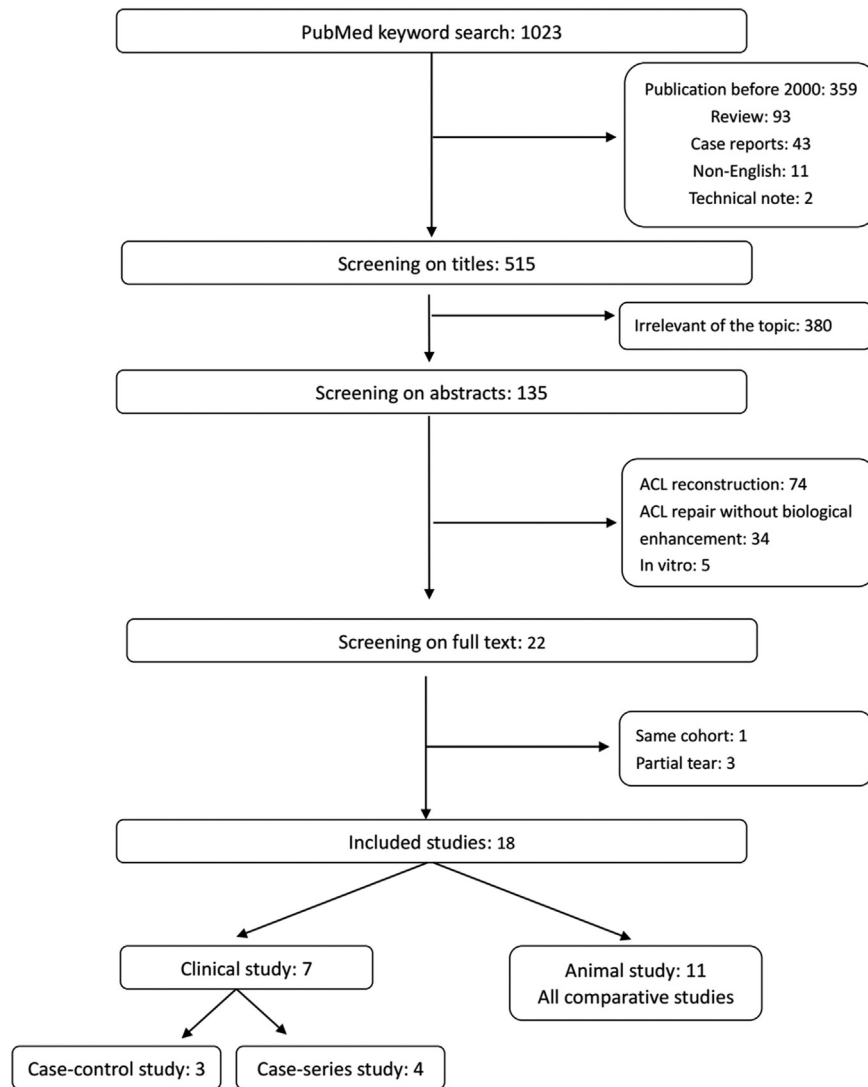 PubMed keyword search: 1023
Publication before 2000: 359
Review: 93
Case reports: 43
Non-English: 11
Technical note: 2
Screening on titles: 515
Irrelevant of the topic: 380
Screening on abstracts: 135
ACL reconstruction: 74
ACL repair without biological
enhancement: 34
In vitro: 5
Screening on full text: 22
Same cohort: 1
Partial tear: 3
Included studies: 18
Clinical study: 7
Animal study: 11
All comparative studies
Case-control study: 3
Case-series study: 4